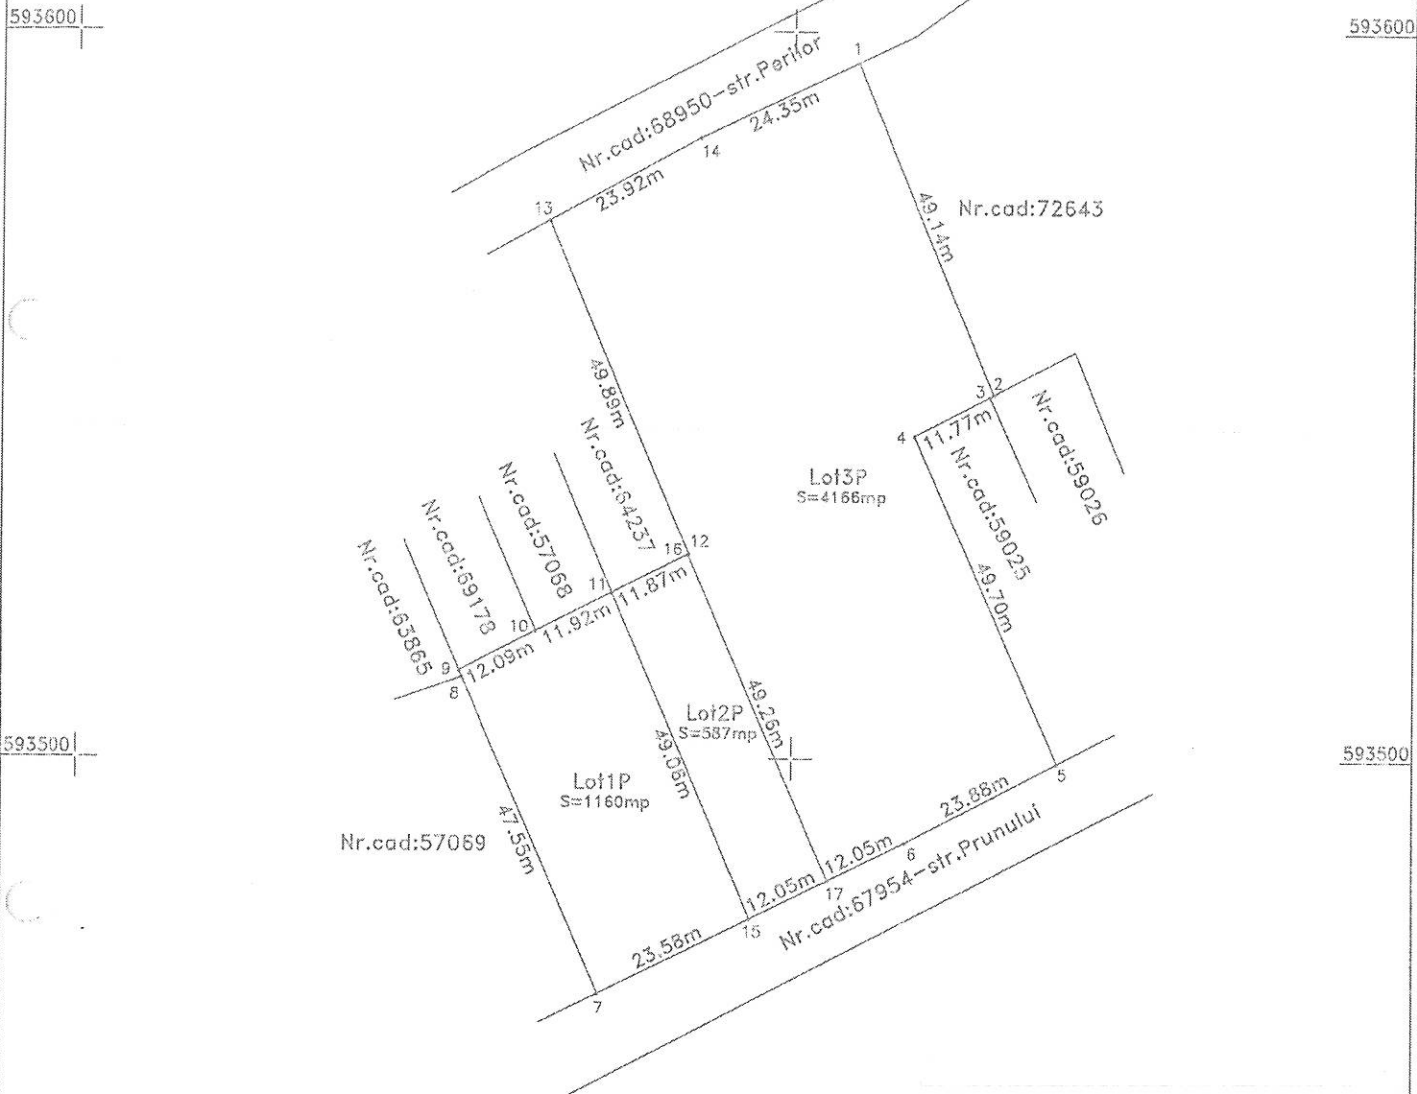 593600
593600
Nr.cad:68950-str.Perilor
1
24.35m
14
23.92m
13
49.14m
Nr.cad:72643
49.89m
3
2
11.77m
4
Nr.cad:59026
Nr.cad:59025
Nr.cad:64237
Nr.cad:57068
Nr.cad:69178
Nr.cad:63865
Lot3P
S=4166mp
16
12
11
11.87m
10
11.92m
9
12.09m
8
49.70m
49.26m
Lot2P
S=587mp
49.06m
593500
593500
Lot1P
S=1160mp
47.55m
Nr.cad:57069
5
23.88m
6
12.05m
17
12.05m
15
Nr.cad:67954-str.Prunului
23.58m
7